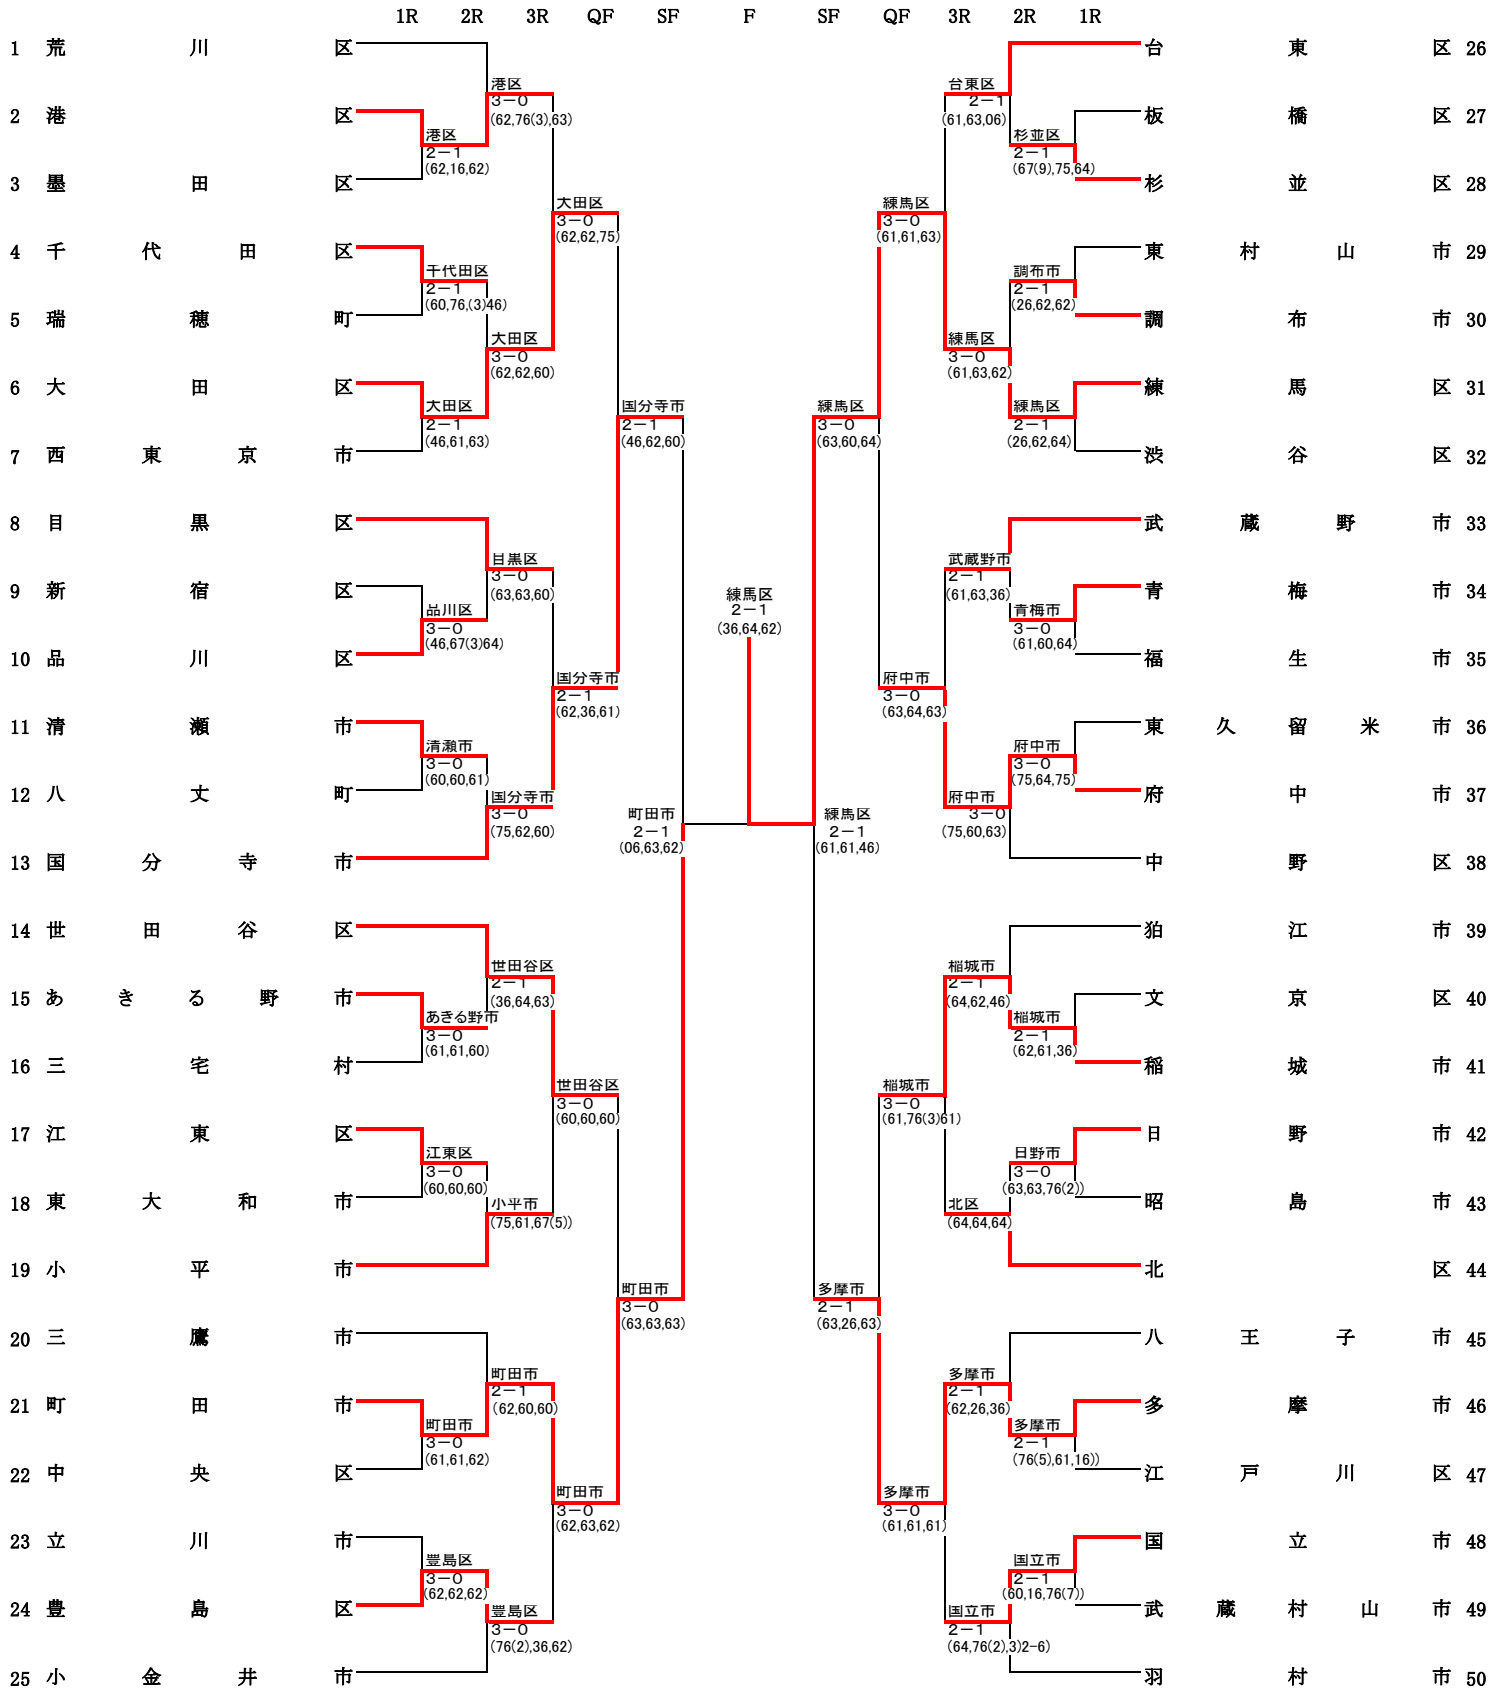 1R 2R 3R QF SF F SF QF 3R 2R 1R
1 荒川区
台東区 26
港区
3－0
(62,76(3),63)
台東区
2－1
(61,63,06)
2 港区
板橋区 27
港区
2－1
(62,16,62)
杉並区
2－1
(67(9),75,64)
3 墨田区
杉並区 28
大田区
3－0
(62,62,75)
練馬区
3－0
(61,61,63)
4 千代田区
東村山市 29
千代田区
2－1
(60,76,(3)46)
調布市
2－1
(26,62,62)
5 瑞穂町
調布市 30
大田区
3－0
(62,62,60)
練馬区
3－0
(61,63,62)
6 大田区
練馬区 31
大田区
2－1
(46,61,63)
国分寺市
2－1
(46,62,60)
練馬区
3－0
(63,60,64)
練馬区
2－1
(26,62,64)
7 西東京市
渋谷区 32
8 目黒区
武蔵野市 33
目黒区
3－0
(63,63,60)
武蔵野市
2－1
(61,63,36)
9 新宿区
青梅市 34
品川区
3－0
(46,67(3)64)
練馬区
2－1
(36,64,62)
青梅市
3－0
(61,60,64)
10 品川区
福生市 35
国分寺市
2－1
(62,36,61)
府中市
3－0
(63,64,63)
11 清瀬市
東久留米市 36
清瀬市
3－0
(60,60,61)
府中市
3－0
(75,64,75)
12 八丈町
府中市 37
国分寺市
3－0
(75,62,60)
町田市
2－1
(06,63,62)
練馬区
2－1
(61,61,46)
府中市
3－0
(75,60,63)
13 国分寺市
中野区 38
14 世田谷区
狛江市 39
世田谷区
2－1
(36,64,63)
稲城市
2－1
(64,62,46)
15 あきる野市
文京区 40
あきる野市
3－0
(61,61,60)
稲城市
2－1
(62,61,36)
16 三宅村
稲城市 41
世田谷区
3－0
(60,60,60)
稲城市
3－0
(61,76(3)61)
17 江東区
日野市 42
江東区
3－0
(60,60,60)
日野市
3－0
(63,63,76(2))
18 東大和市
昭島市 43
小平市
(75,61,67(5))
北区
(64,64,64)
19 小平市
北区 44
町田市
3－0
(63,63,63)
多摩市
2－1
(63,26,63)
20 三鷹市
八王子市 45
町田市
2－1
(62,60,60)
多摩市
2－1
(62,26,36)
21 町田市
多摩市 46
町田市
3－0
(61,61,62)
多摩市
2－1
(76(5),61,16))
22 中央区
江戸川区 47
町田市
3－0
(62,63,62)
多摩市
3－0
(61,61,61)
23 立川市
国立市 48
豊島区
3－0
(62,62,62)
国立市
2－1
(60,16,76(7))
24 豊島区
武蔵村山市 49
豊島区
3－0
(76(2),36,62)
国立市
2－1
(64,76(2),3)2-6)
25 小金井市
羽村市 50